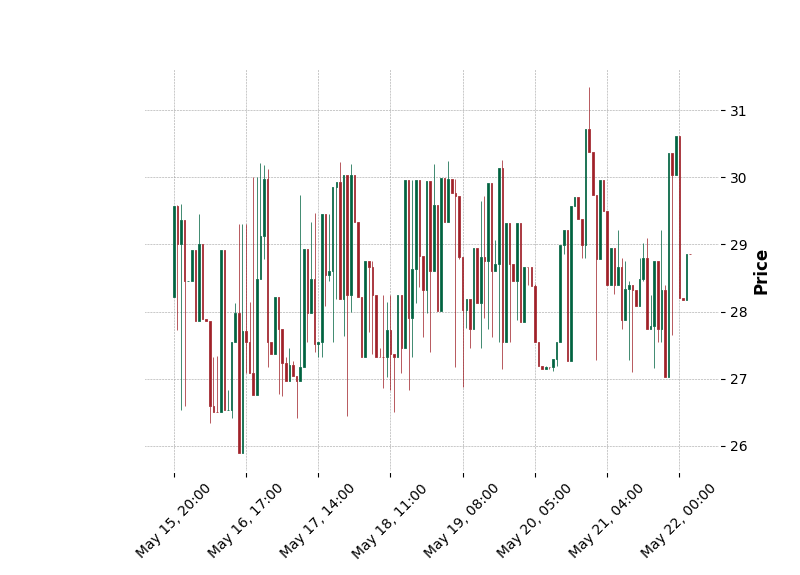 31
30
29
28
27
26
Price
May 15, 20:00
May 16, 17:00
May 17, 14:00
May 18, 11:00
May 19, 08:00
May 20, 05:00
May 21, 04:00
May 22, 00:00